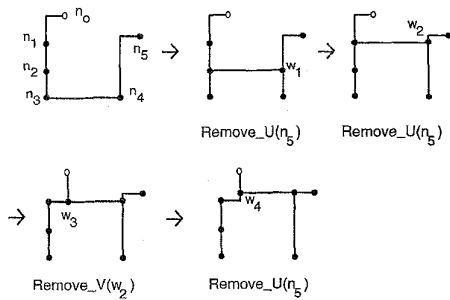 n₀
n₁
n₅
n₂
n₃
n₄
w₁
w₂
Remove_U(n₅)
Remove_U(n₅)
w₃
w₄
Remove_V(w₂)
Remove_U(n₅)